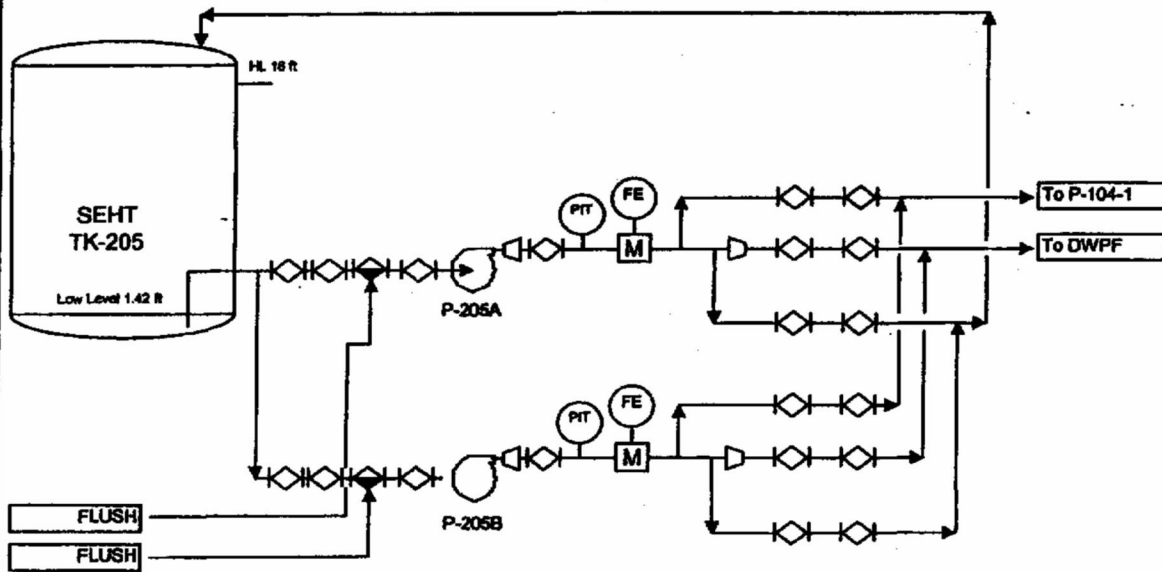 HL 16 ft
SEHT
TK-205
Low Level 1.42 ft
PIT
FE
M
P-205A
To P-104-1
To DWPF
PIT
FE
M
P-205B
FLUSH
FLUSH